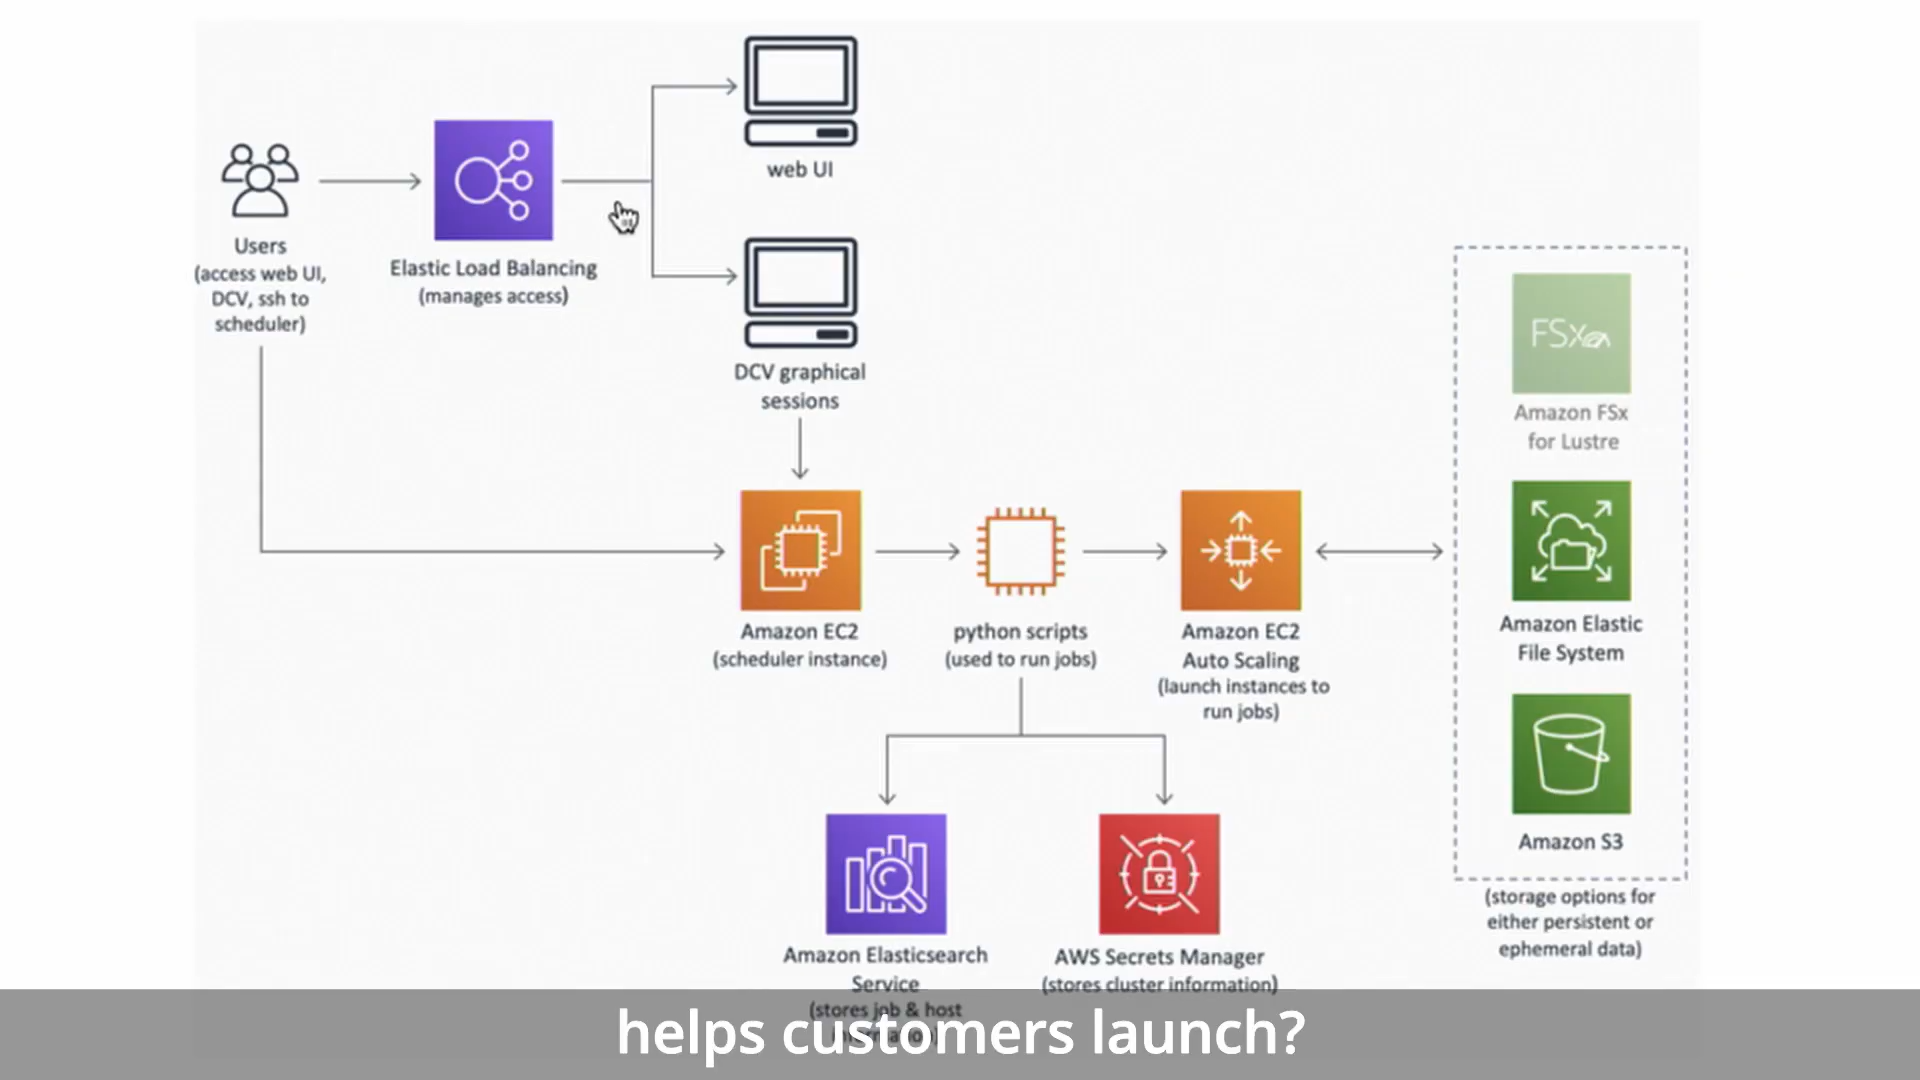 web UI
Users
(access web UI,
DCV, ssh to
scheduler)
Elastic Load Balancing
(manages access)
DCV graphical
sessions
FSx
Amazon FSx
for Lustre
Amazon Elastic
File System
Amazon S3
(storage options for
either persistent or
ephemeral data)
Amazon EC2
(scheduler instance)
python scripts
(used to run jobs)
Amazon EC2
Auto Scaling
(launch instances to
run jobs)
Amazon Elasticsearch
Service
(stores job & host
AWS Secrets Manager
(stores cluster information)
helps customers launch?